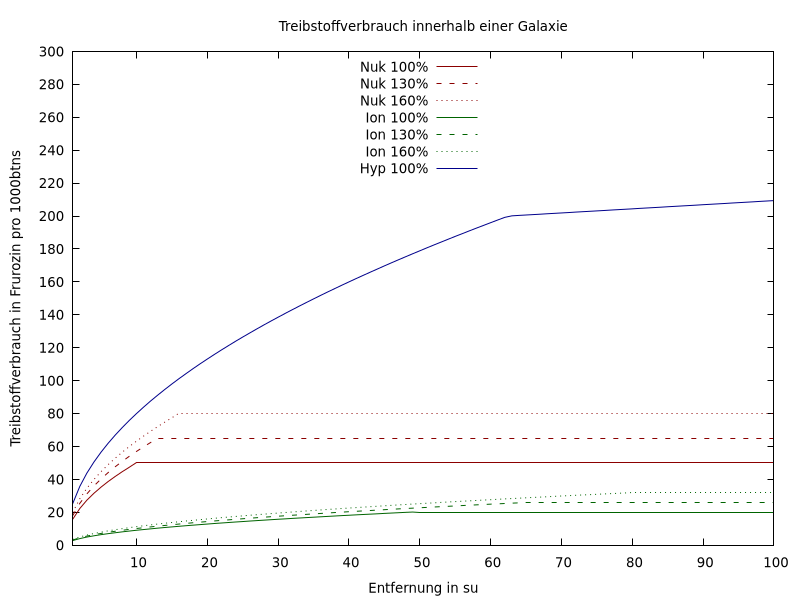 Treibstoffverbrauch innerhalb einer Galaxie
Treibstoffverbrauch in Frurozin pro 1000btns
300
280
260
240
220
200
180
160
140
120
100
80
60
40
20
0
Nuk 100%
Nuk 130%
Nuk 160%
Ion 100%
Ion 130%
Ion 160%
Hyp 100%
10 20 30 40 50 60 70 80 90 100
Entfernung in su